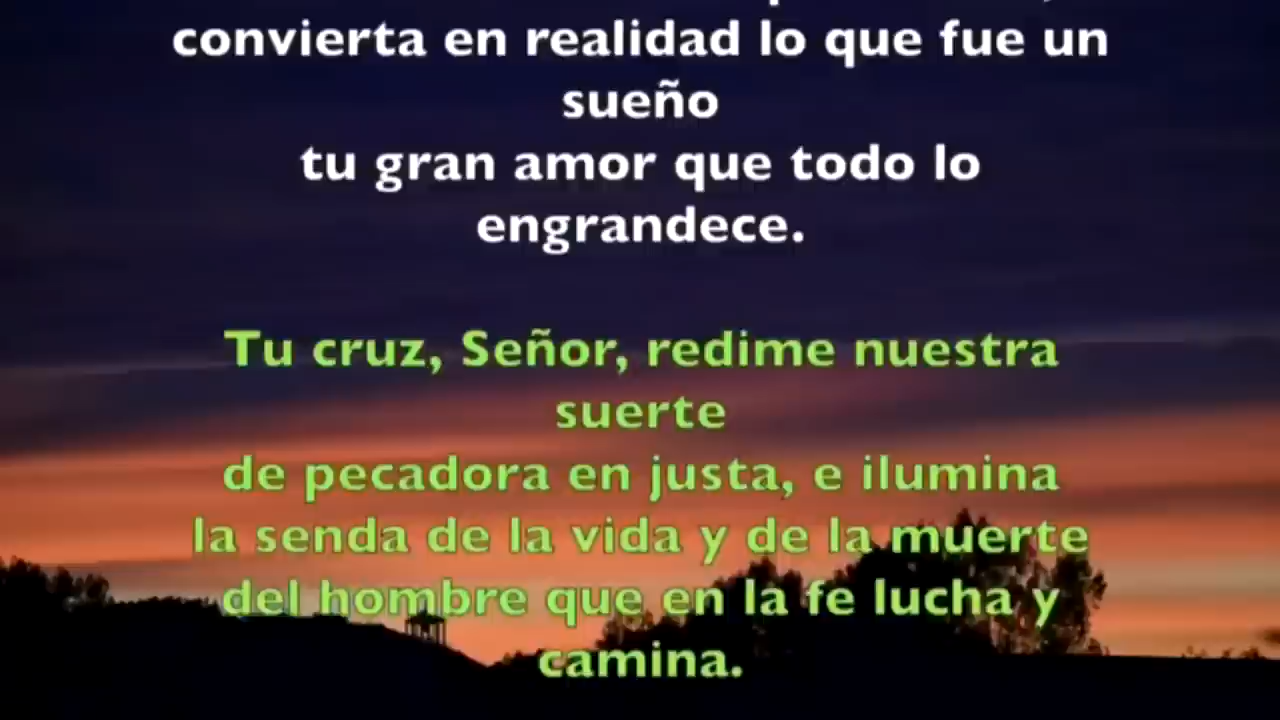 convierta en realidad lo que fue un
sueño
tu gran amor que todo lo
engrandece.
Tu cruz, Señor, redime nuestra
suerte
de pecadora en justa, e ilumina
la senda de la vida y de la muerte
del hombre que en la fe lucha y
camina.